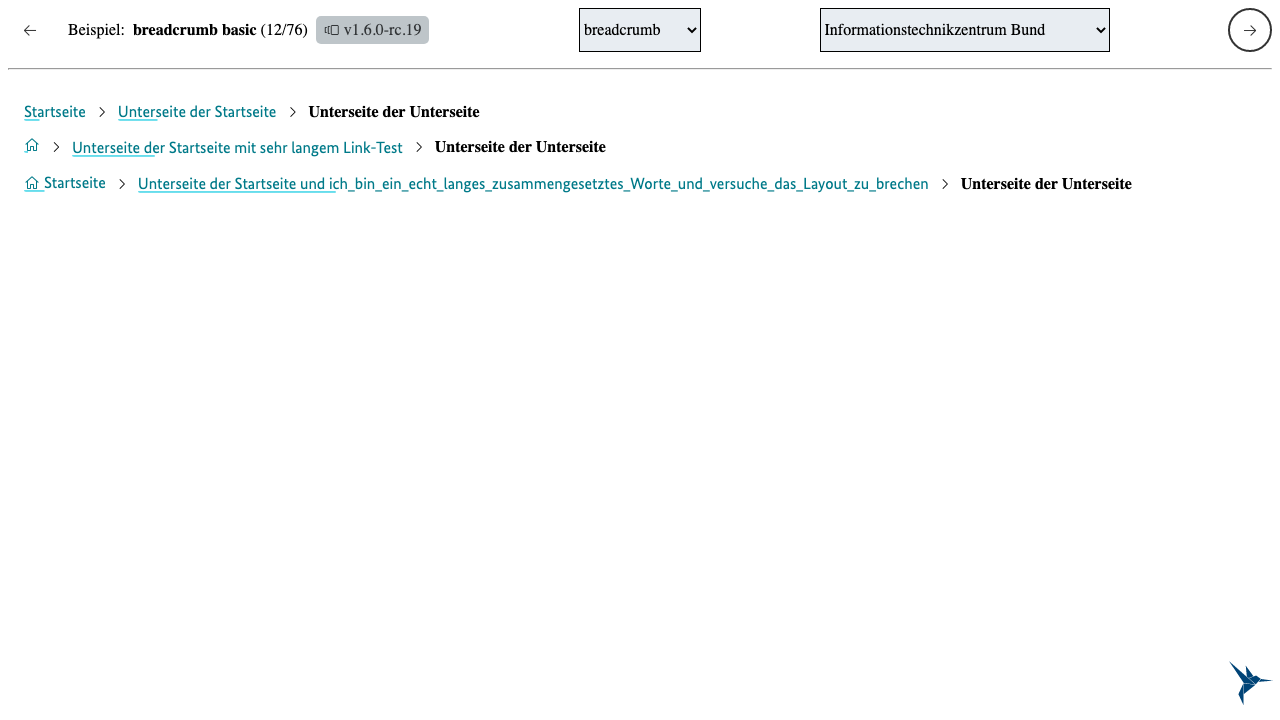 Beispiel: breadcrumb basic (12/76) v1.6.0-rc.19 breadcrumb Informationstechnikzentrum Bund
Startseite Unterseite der Startseite Unterseite der Unterseite
Unterseite der Startseite mit sehr langem Link-Test Unterseite der Unterseite
Startseite Unterseite der Startseite und ich_bin_ein_echt_langes_zusammengesetztes_Worte_und_versuche_das_Layout_zu_brechen Unterseite der Unterseite